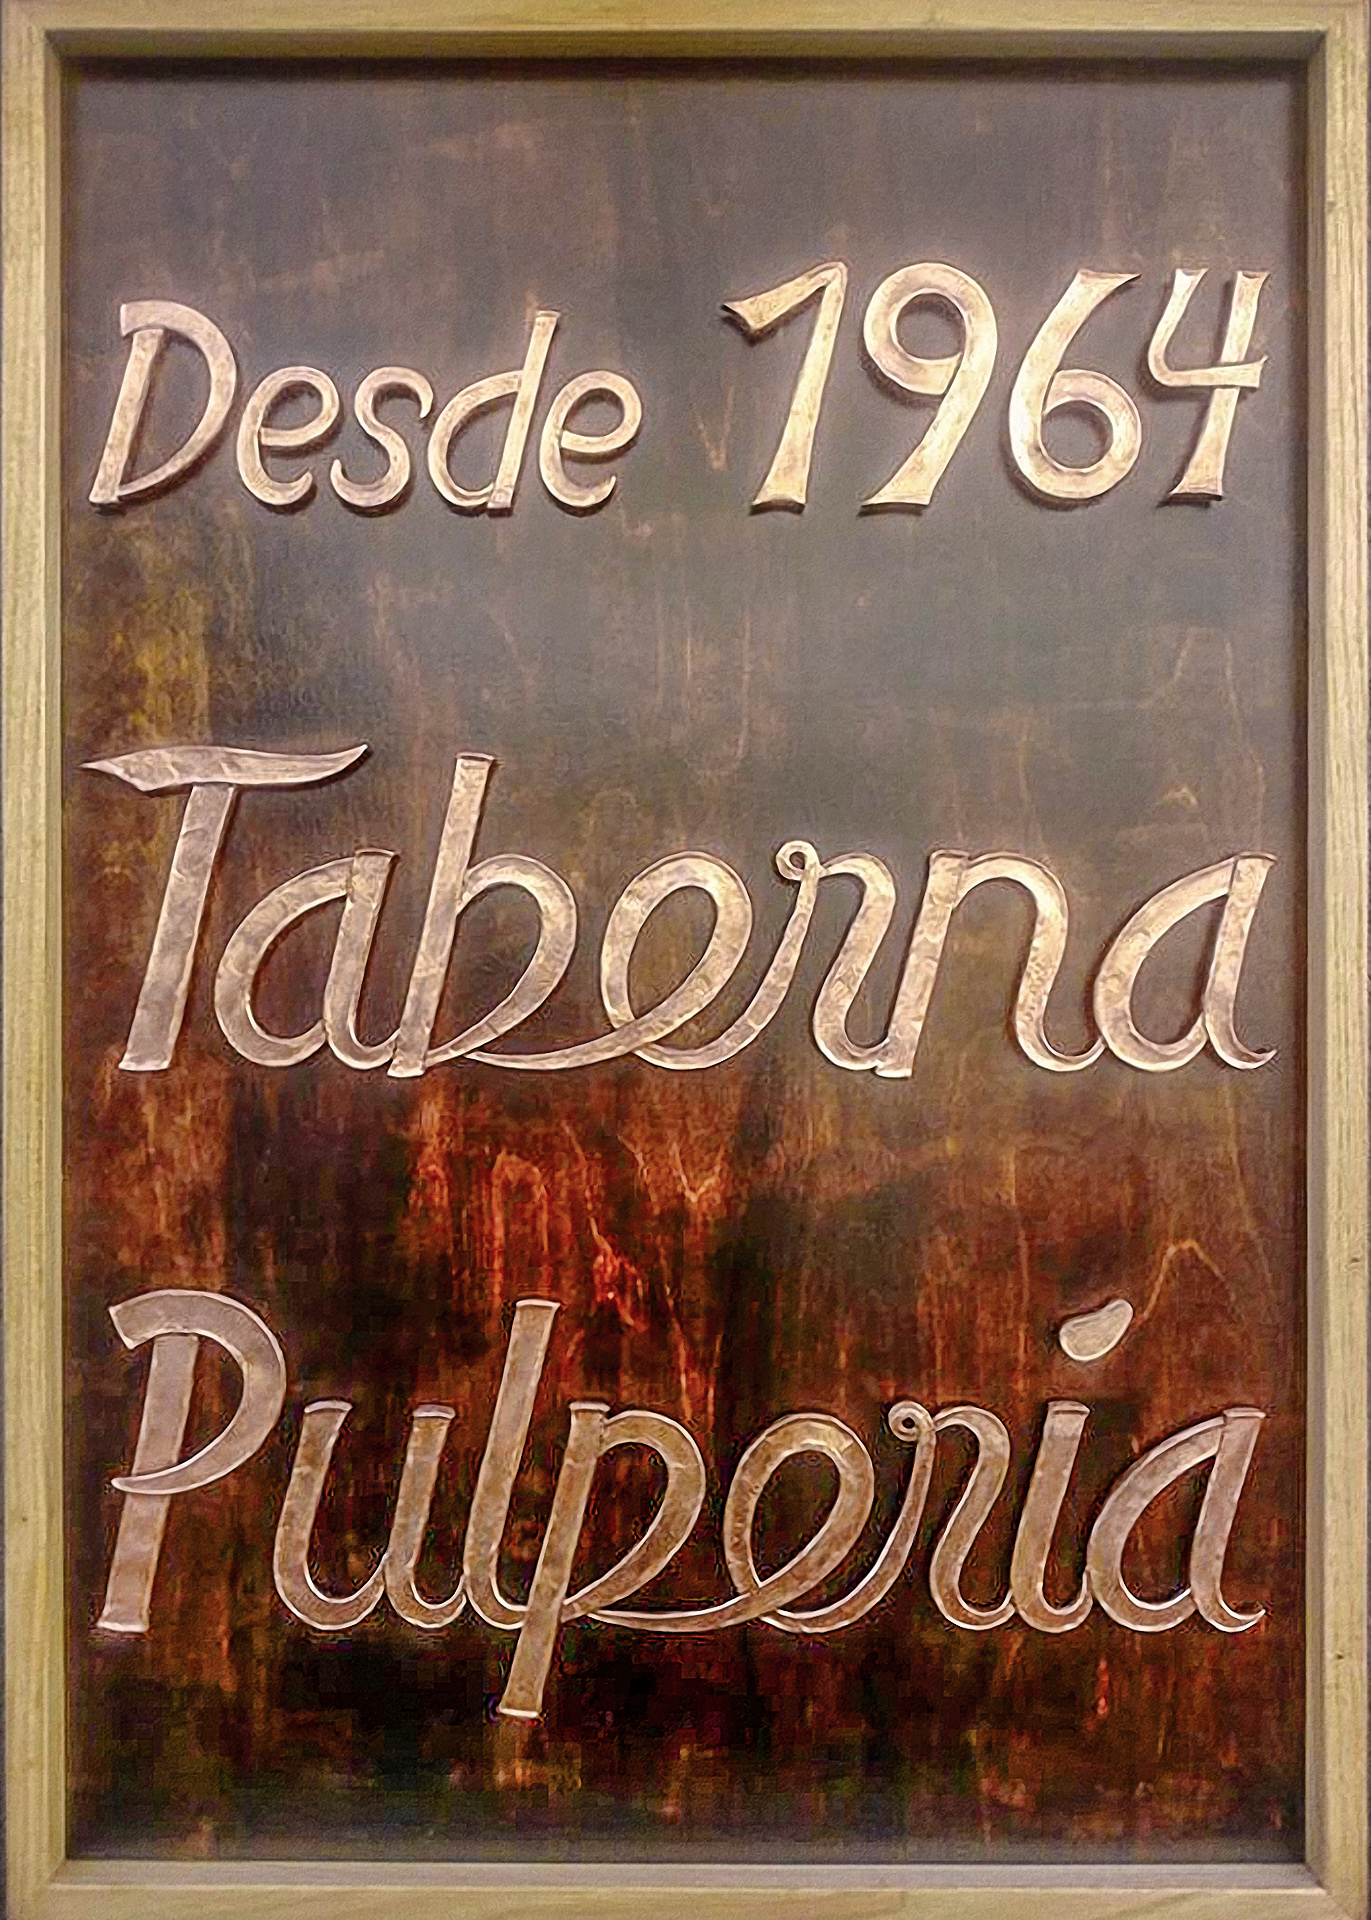 Desde 1964
Taberna
Pulpería